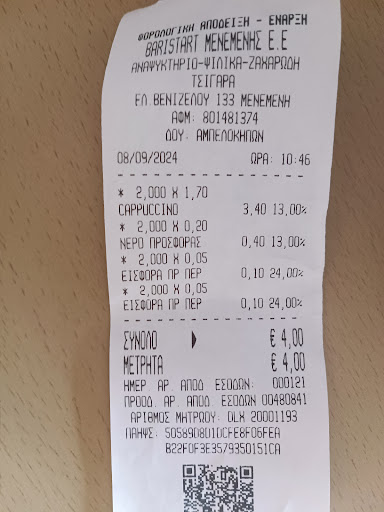 ΦΟΡΟΛΟΓΙΚΗ ΑΠΟΔΕΙΞΗ - ΕΝΑΡΞΗ
BARISTART ΜΕΝΕΜΕΝΗΣ Ε.Ε
ΑΝΑΨΥΚΤΗΡΙΟ-ΨΙΛΙΚΑ-ΖΑΧΑΡΩΔΗ
ΤΣΙΓΑΡΑ
ΕΛ.ΒΕΝΙΖΕΛΟΥ 133 ΜΕΝΕΜΕΝΗ
ΑΦΜ: 801481374
ΔΟΥ: ΑΜΠΕΛΟΚΗΠΩΝ
08/09/2024 ΩΡΑ: 10:46
* 2,000 X 1,70
CAPPUCCINO 3,40 13,00%
* 2,000 X 0,20
ΝΕΡΟ ΠΡΟΣΦΟΡΑΣ 0,40 13,00%
* 2,000 X 0,05
ΕΙΣΦΟΡΑ ΠΡ ΠΕΡ 0,10 24,00%
* 2,000 X 0,05
ΕΙΣΦΟΡΑ ΠΡ ΠΕΡ 0,10 24,00%
ΣΥΝΟΛΟ € 4,00
ΜΕΤΡΗΤΑ € 4,00
ΗΜΕΡ. ΑΡ. ΑΠΟΔ. ΕΣΟΔΩΝ: 000121
ΠΡΟΟΔ. ΑΡ. ΑΠΟΔ. ΕΣΟΔΩΝ 00480841
ΑΡΙΘΜΟΣ ΜΗΤΡΩΟΥ: DLX 20001193
ΠΑΗΨΣ: 5D589D8D1DCFE8F06FEA
B22F0F3E3579350151CA